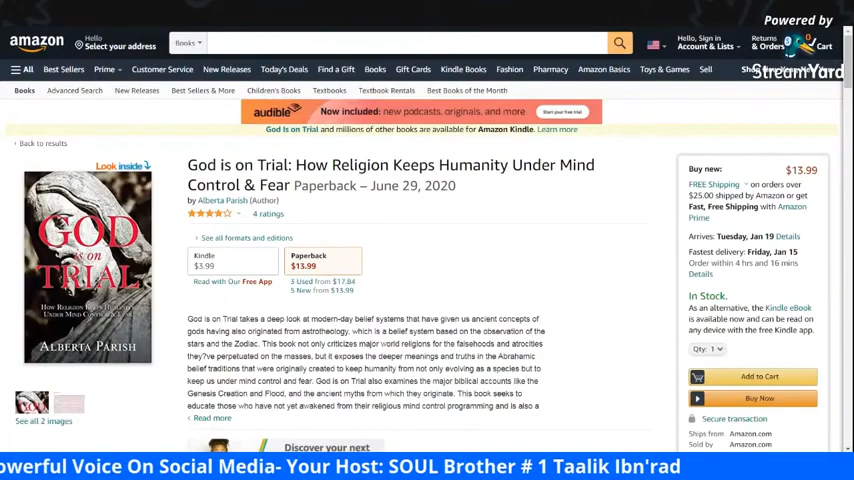 Powered by
StreamYard
amazon
Hello
Select your address
Books
Hello, Sign in
Account & Lists
Returns
& Orders
0
Cart
All Best Sellers Prime Customer Service New Releases Today's Deals Find a Gift Books Gift Cards Kindle Books Fashion Pharmacy Amazon Basics Toys & Games Sell
Books Advanced Search New Releases Best Sellers & More Children's Books Textbooks Textbook Rentals Best Books of the Month
audible Now included: new podcasts, originals, and more Start your free trial
God Is on Trial and millions of other books are available for Amazon Kindle. Learn more
‹ Back to results
Look inside
GOD
is on
TRIAL
HOW RELIGION KEEPS HUMANITY
UNDER MIND CONTROL & FEAR
ALBERTA PARISH
See all 2 images
God is on Trial: How Religion Keeps Humanity Under Mind
Control & Fear Paperback – June 29, 2020
by Alberta Parish (Author)
4 ratings
› See all formats and editions
Kindle
$3.99
Paperback
$13.99
Read with Our Free App
3 Used from $17.84
5 New from $13.99
God is on Trial takes a deep look at modern-day belief systems that have given us ancient concepts of
gods having also originated from astrotheology, which is a belief system based on the observation of the
stars and the Zodiac. This book not only criticizes major world religions for the falsehoods and atrocities
they?ve perpetuated on the masses, but it exposes the deeper meanings and truths in the Abrahamic
belief traditions that were originally created to keep humanity from not only evolving as a species but to
keep us under mind control and fear. God is on Trial also examines the major biblical accounts like the
Genesis Creation and Flood, and the ancient myths from which they originate. This book seeks to
educate those who have not yet awakened from their religious mind control programming and is also a
Read more
Discover your next
Buy new: $13.99
FREE Shipping on orders over
$25.00 shipped by Amazon or get
Fast, Free Shipping with Amazon
Prime
Arrives: Tuesday, Jan 19 Details
Fastest delivery: Friday, Jan 15
Order within 4 hrs and 16 mins
Details
In Stock.
As an alternative, the Kindle eBook
is available now and can be read on
any device with the free Kindle app.
Qty: 1
Add to Cart
Buy Now
Secure transaction
Ships from Amazon.com
Sold by Amazon.com
owerful Voice On Social Media- Your Host: SOUL Brother # 1 Taalik Ibn'rad